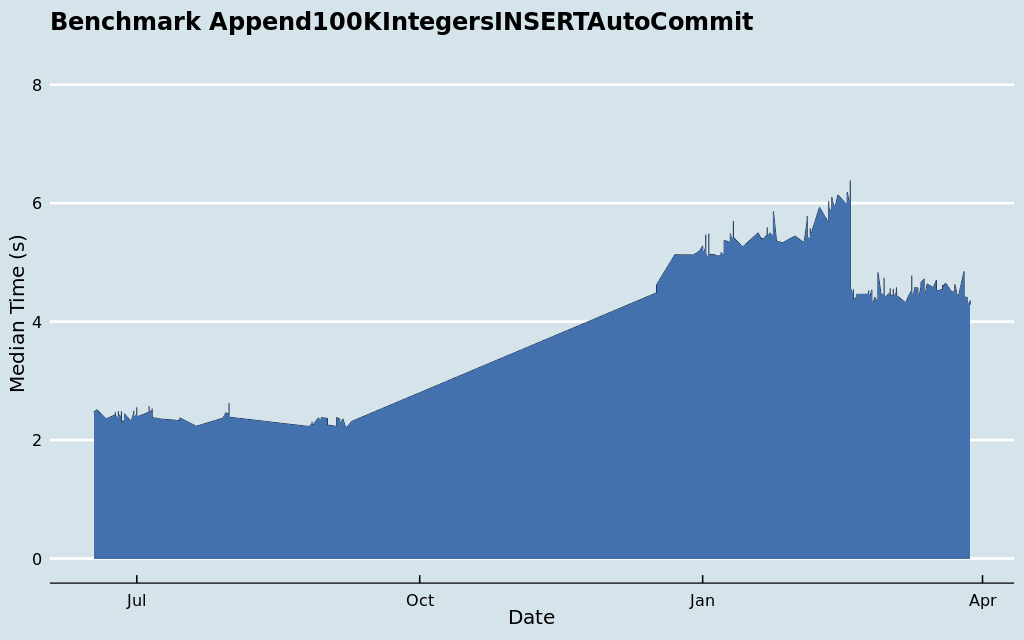 Benchmark Append100KIntegersINSERTAutoCommit
8
6
4
2
0
Median Time (s)
Jul
Oct
Jan
Apr
Date